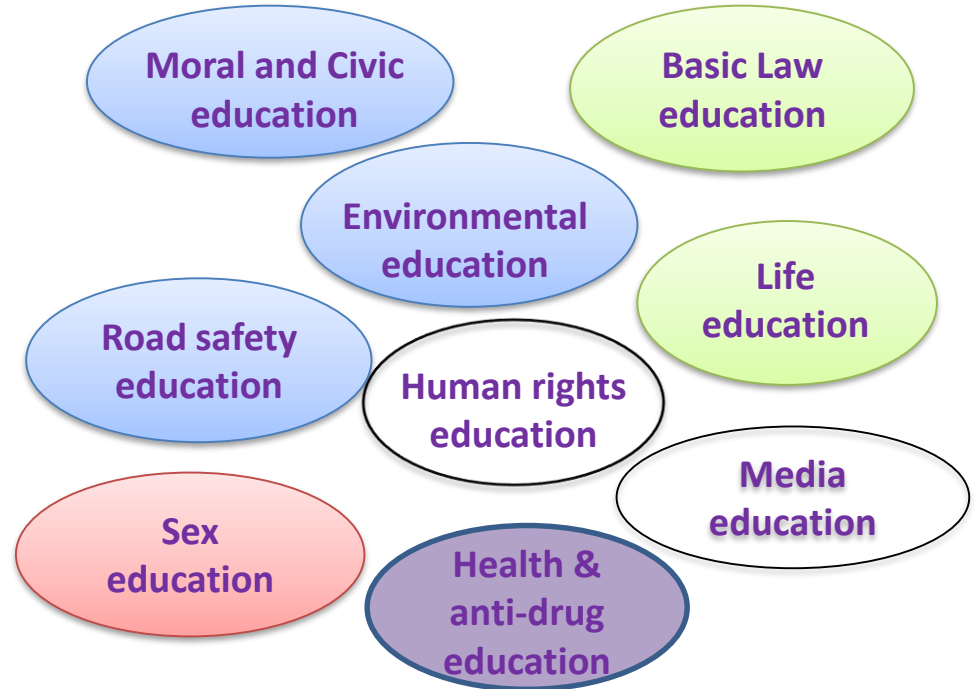 Moral and Civic
education
Basic Law
education
Environmental
education
Life
education
Road safety
education
Human rights
education
Media
education
Sex
education
Health &
anti-drug
education